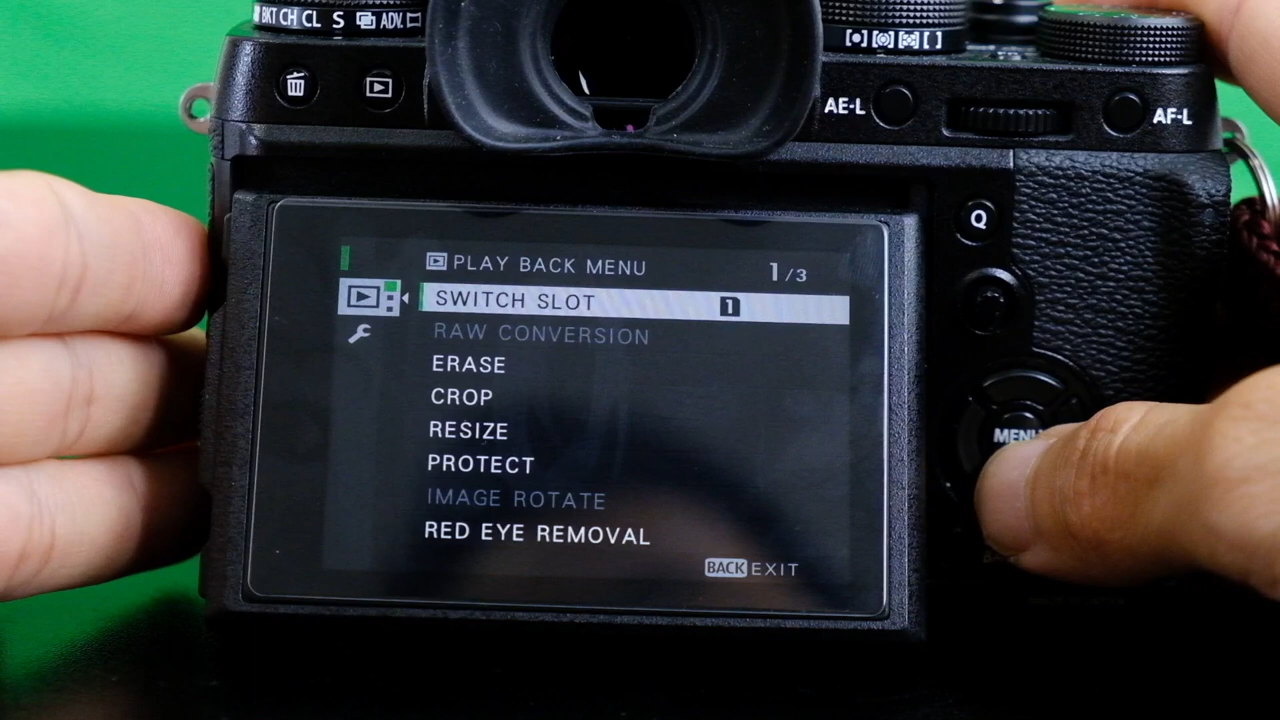 BKT CH CL S ADV.
AE-L
AF-L
Q
PLAY BACK MENU 1/3
SWITCH SLOT 1
RAW CONVERSION
ERASE
CROP
RESIZE
PROTECT
IMAGE ROTATE
RED EYE REMOVAL
BACK EXIT
MENU